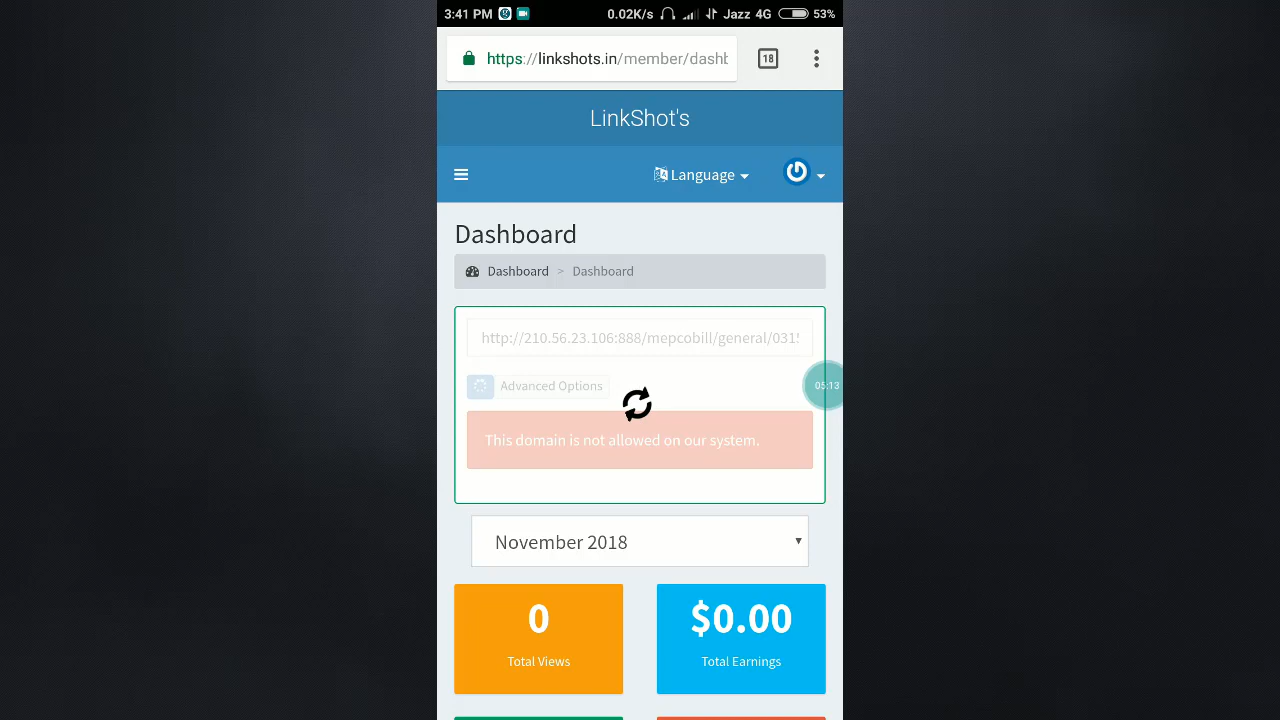 3:41 PM 0.02K/s Jazz 4G 53%
https://linkshots.in/member/dashb 18
LinkShot's
Language
Dashboard
Dashboard > Dashboard
http://210.56.23.106:888/mepcobill/general/0315
Advanced Options
05:13
This domain is not allowed on our system.
November 2018
0 $0.00
Total Views Total Earnings